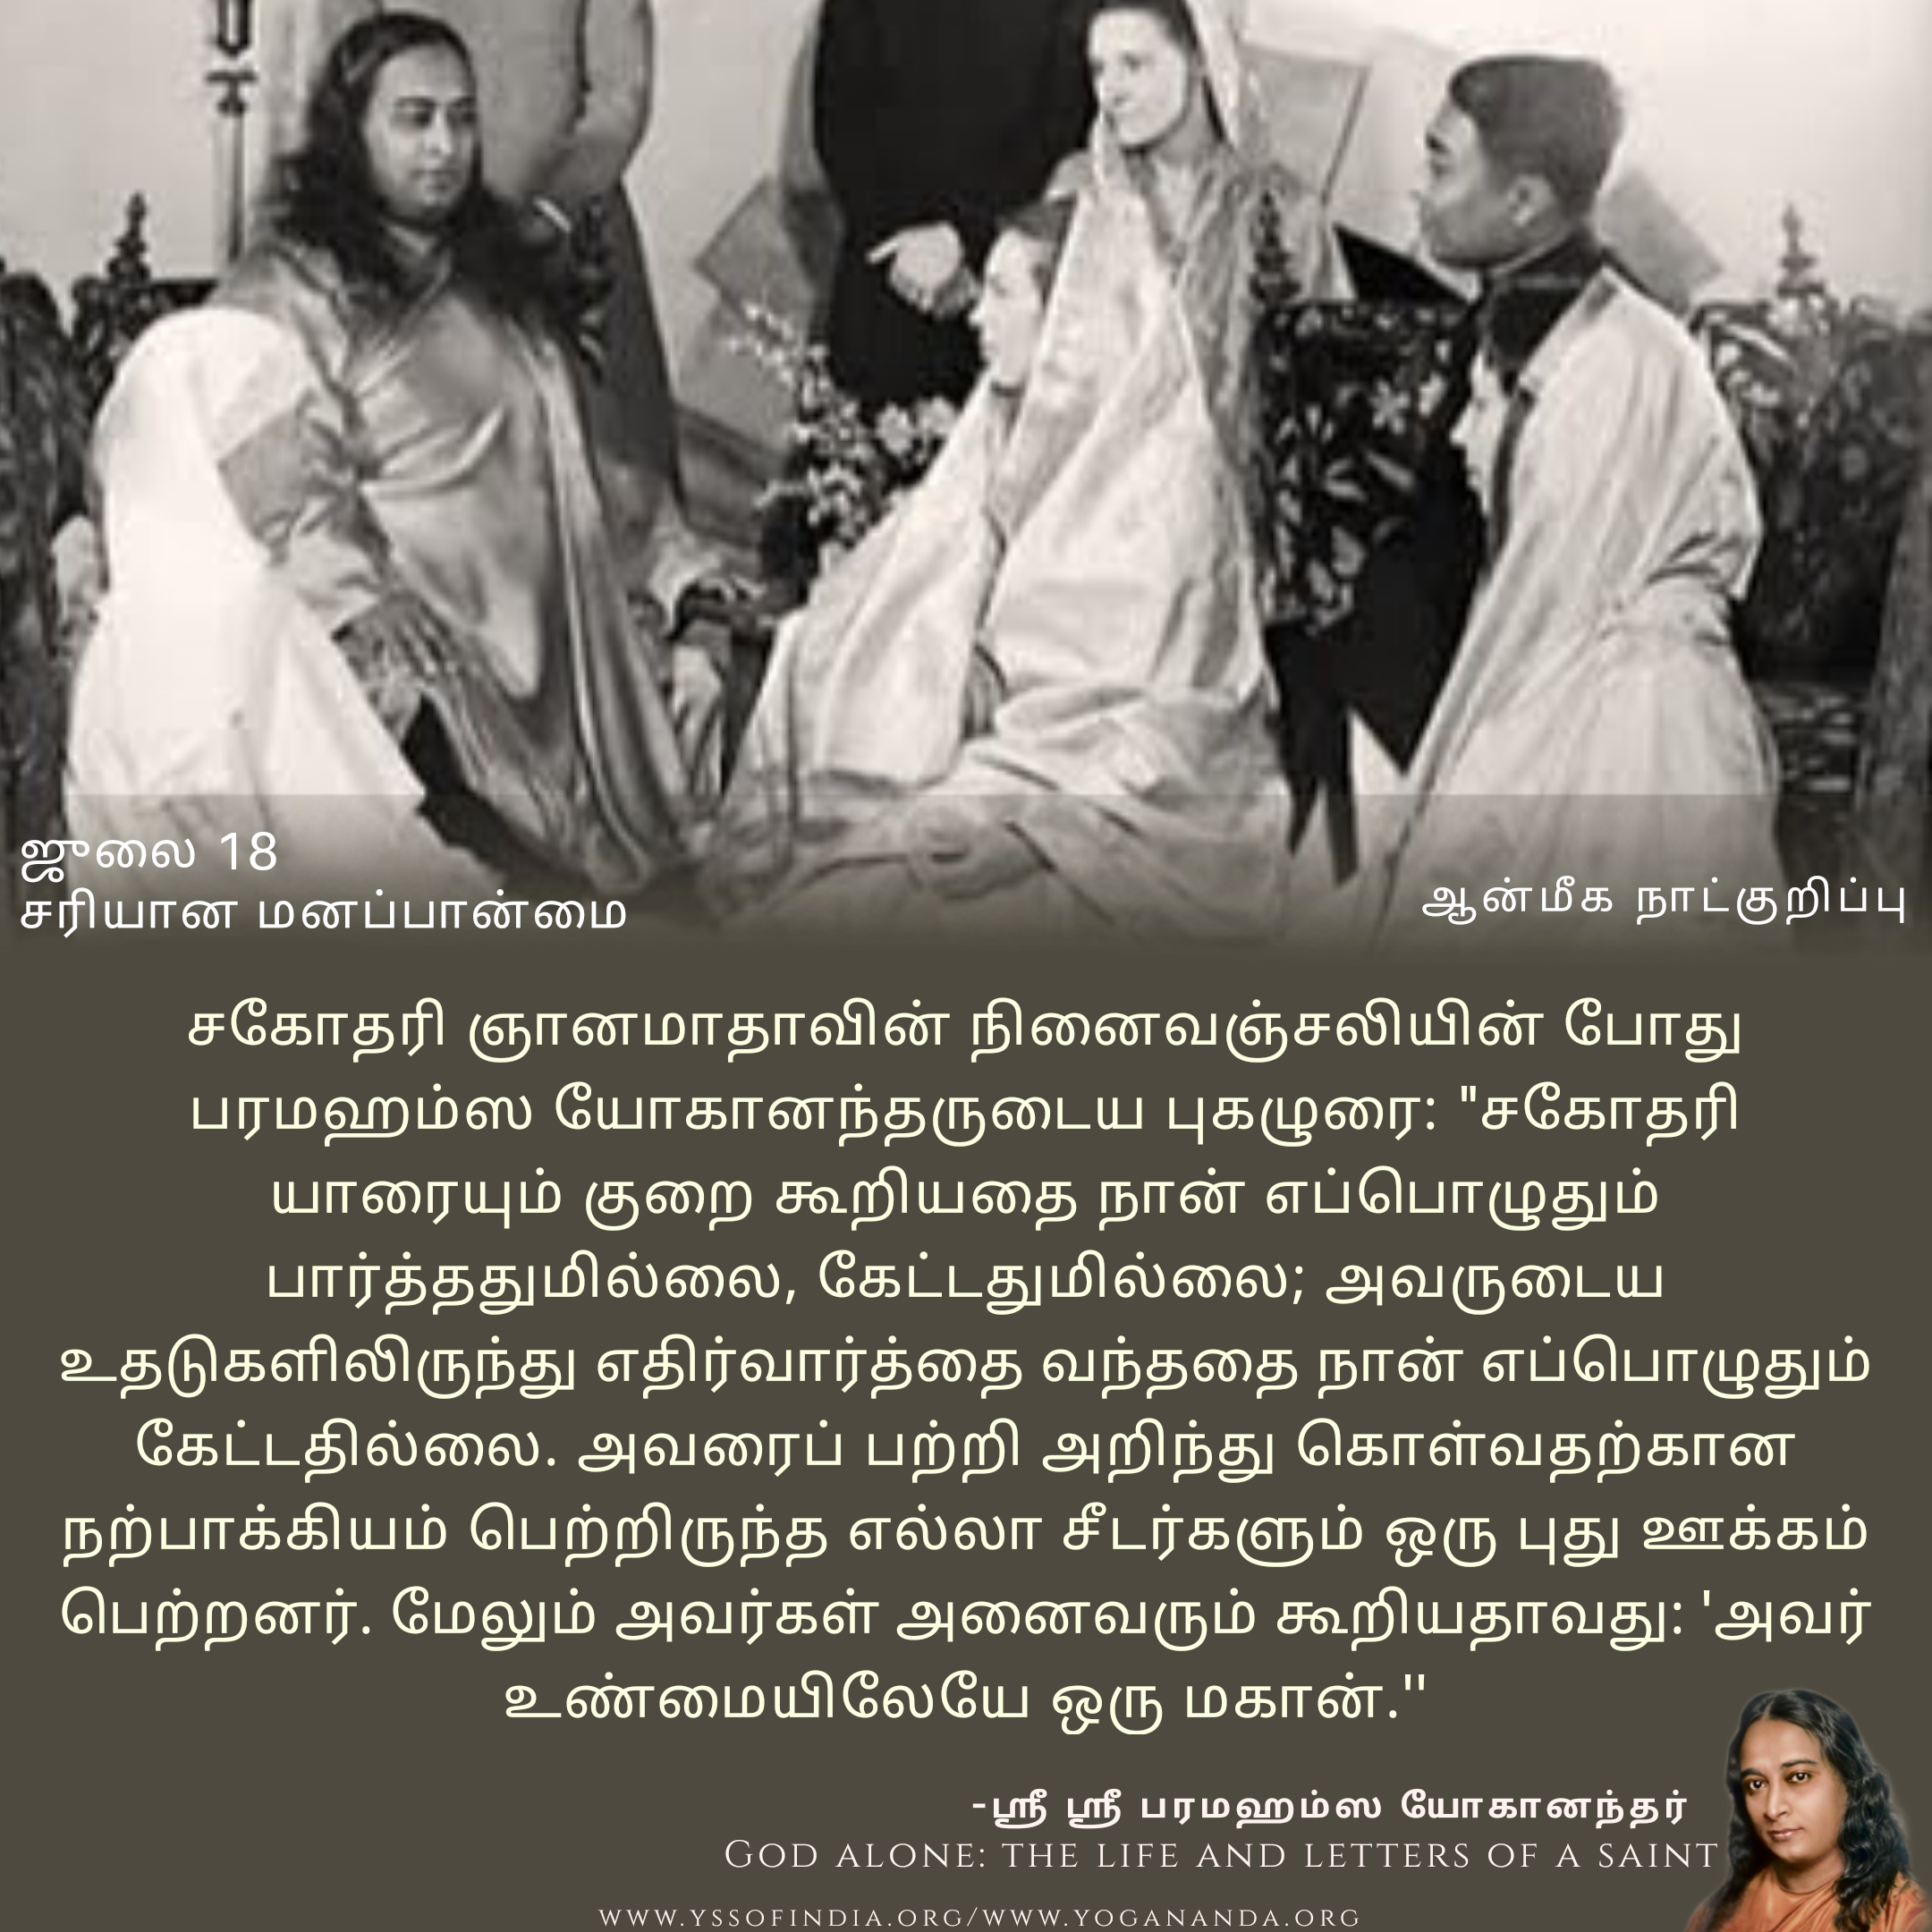 ஜுலை 18
சரியான மனப்பான்மை
ஆன்மீக நாட்குறிப்பு
சகோதரி ஞானமாதாவின் நினைவஞ்சலியின் போது
பரமஹம்ஸ யோகானந்தருடைய புகழுரை: "சகோதரி
யாரையும் குறை கூறியதை நான் எப்பொழுதும்
பார்த்ததுமில்லை, கேட்டதுமில்லை; அவருடைய
உதடுகளிலிருந்து எதிர்வார்த்தை வந்ததை நான் எப்பொழுதும்
கேட்டதில்லை. அவரைப் பற்றி அறிந்து கொள்வதற்கான
நற்பாக்கியம் பெற்றிருந்த எல்லா சீடர்களும் ஒரு புது ஊக்கம்
பெற்றனர். மேலும் அவர்கள் அனைவரும் கூறியதாவது: 'அவர்
உண்மையிலேயே ஒரு மகான்.''
-ஸ்ரீ ஸ்ரீ பரமஹம்ஸ யோகானந்தர்
GOD ALONE: THE LIFE AND LETTERS OF A SAINT
WWW.YSSOFINDIA.ORG/WWW.YOGANANDA.ORG